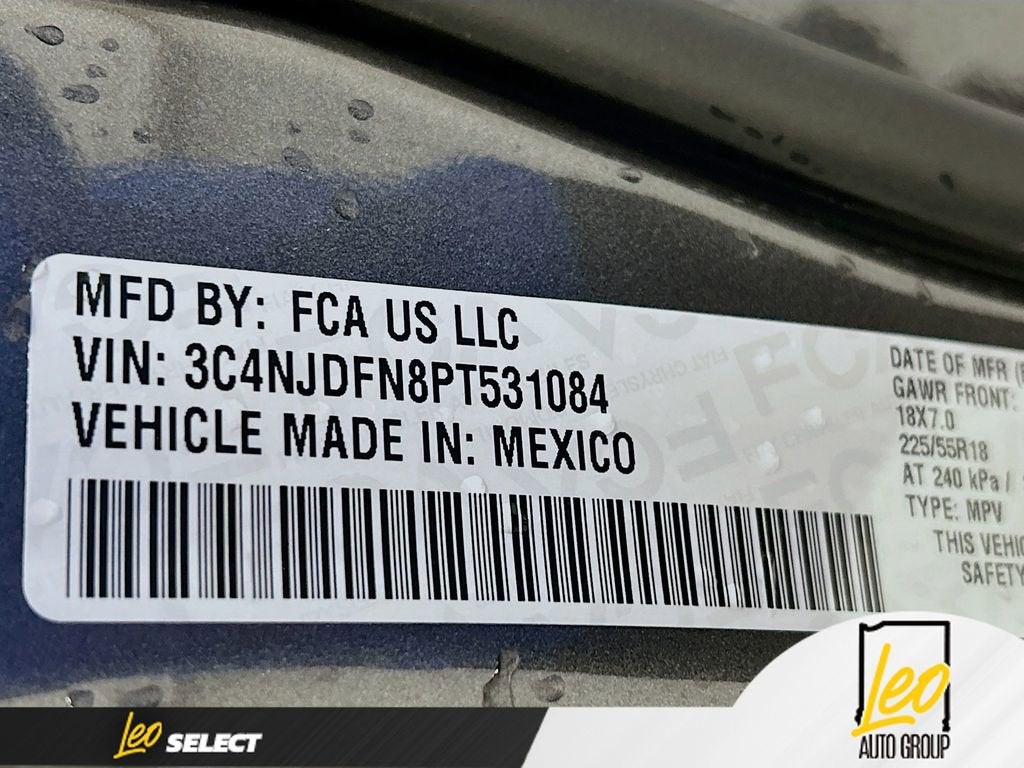 MFD BY: FCA US LLC
VIN: 3C4NJDFN8PT531084
VEHICLE MADE IN: MEXICO
DATE OF MFR (
GAWR FRONT:
18X7.0
225/55R18
AT 240 kPa /
TYPE: MPV
THIS VEHIC
SAFETY
Leo SELECT
Leo
AUTO GROUP